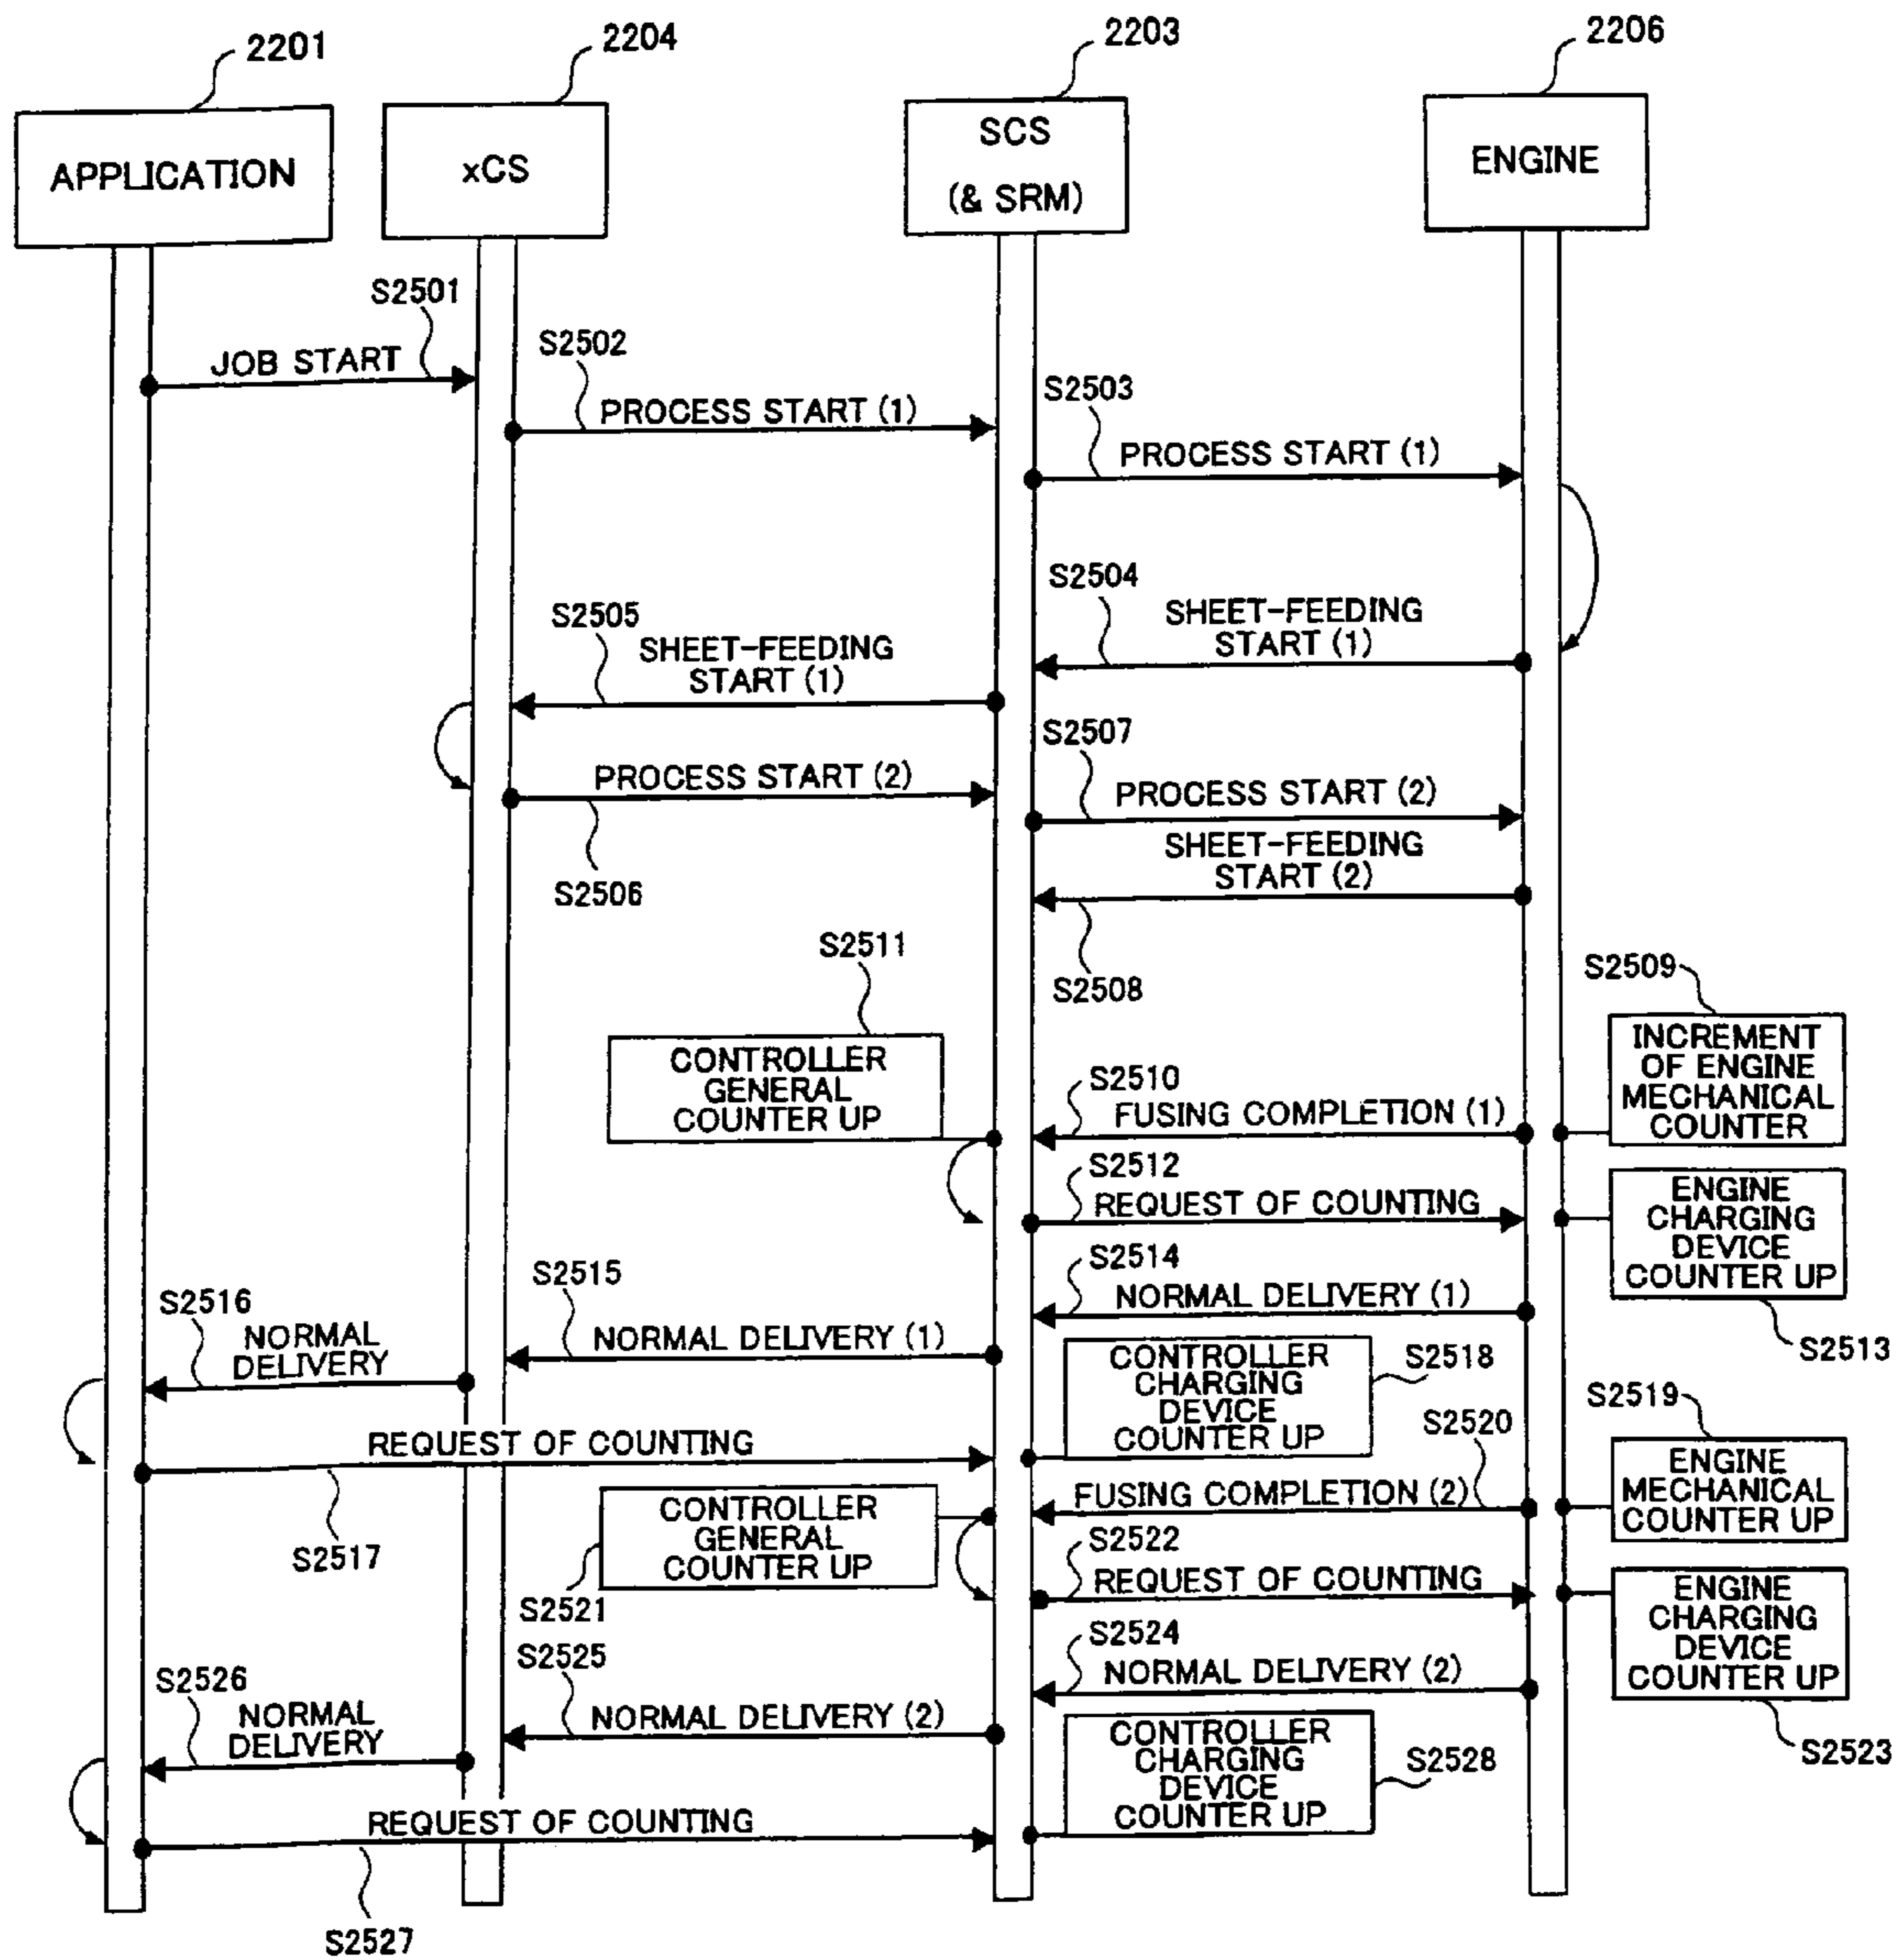 2201
2204
2203
2206
APPLICATION
xCS
SCS
(& SRM)
ENGINE
S2501
JOB START
S2502
PROCESS START (1)
S2503
PROCESS START (1)
S2504
SHEET-FEEDING
START (1)
S2505
SHEET-FEEDING
START (1)
S2507
PROCESS START (2)
PROCESS START (2)
S2506
SHEET-FEEDING
START (2)
S2508
S2511
CONTROLLER
GENERAL
COUNTER UP
S2509
INCREMENT
OF ENGINE
MECHANICAL
COUNTER
S2510
FUSING COMPLETION (1)
S2512
REQUEST OF COUNTING
ENGINE
CHARGING
DEVICE
COUNTER UP
S2513
S2514
NORMAL DELIVERY (1)
S2515
NORMAL DELIVERY (1)
S2516
NORMAL
DELIVERY
CONTROLLER
CHARGING
DEVICE
COUNTER UP
S2518
REQUEST OF COUNTING
S2517
S2519
ENGINE
MECHANICAL
COUNTER UP
S2520
FUSING COMPLETION (2)
CONTROLLER
GENERAL
COUNTER UP
S2521
S2522
REQUEST OF COUNTING
ENGINE
CHARGING
DEVICE
COUNTER UP
S2523
S2524
NORMAL DELIVERY (2)
S2525
NORMAL DELIVERY (2)
S2526
NORMAL
DELIVERY
CONTROLLER
CHARGING
DEVICE
COUNTER UP
S2528
REQUEST OF COUNTING
S2527